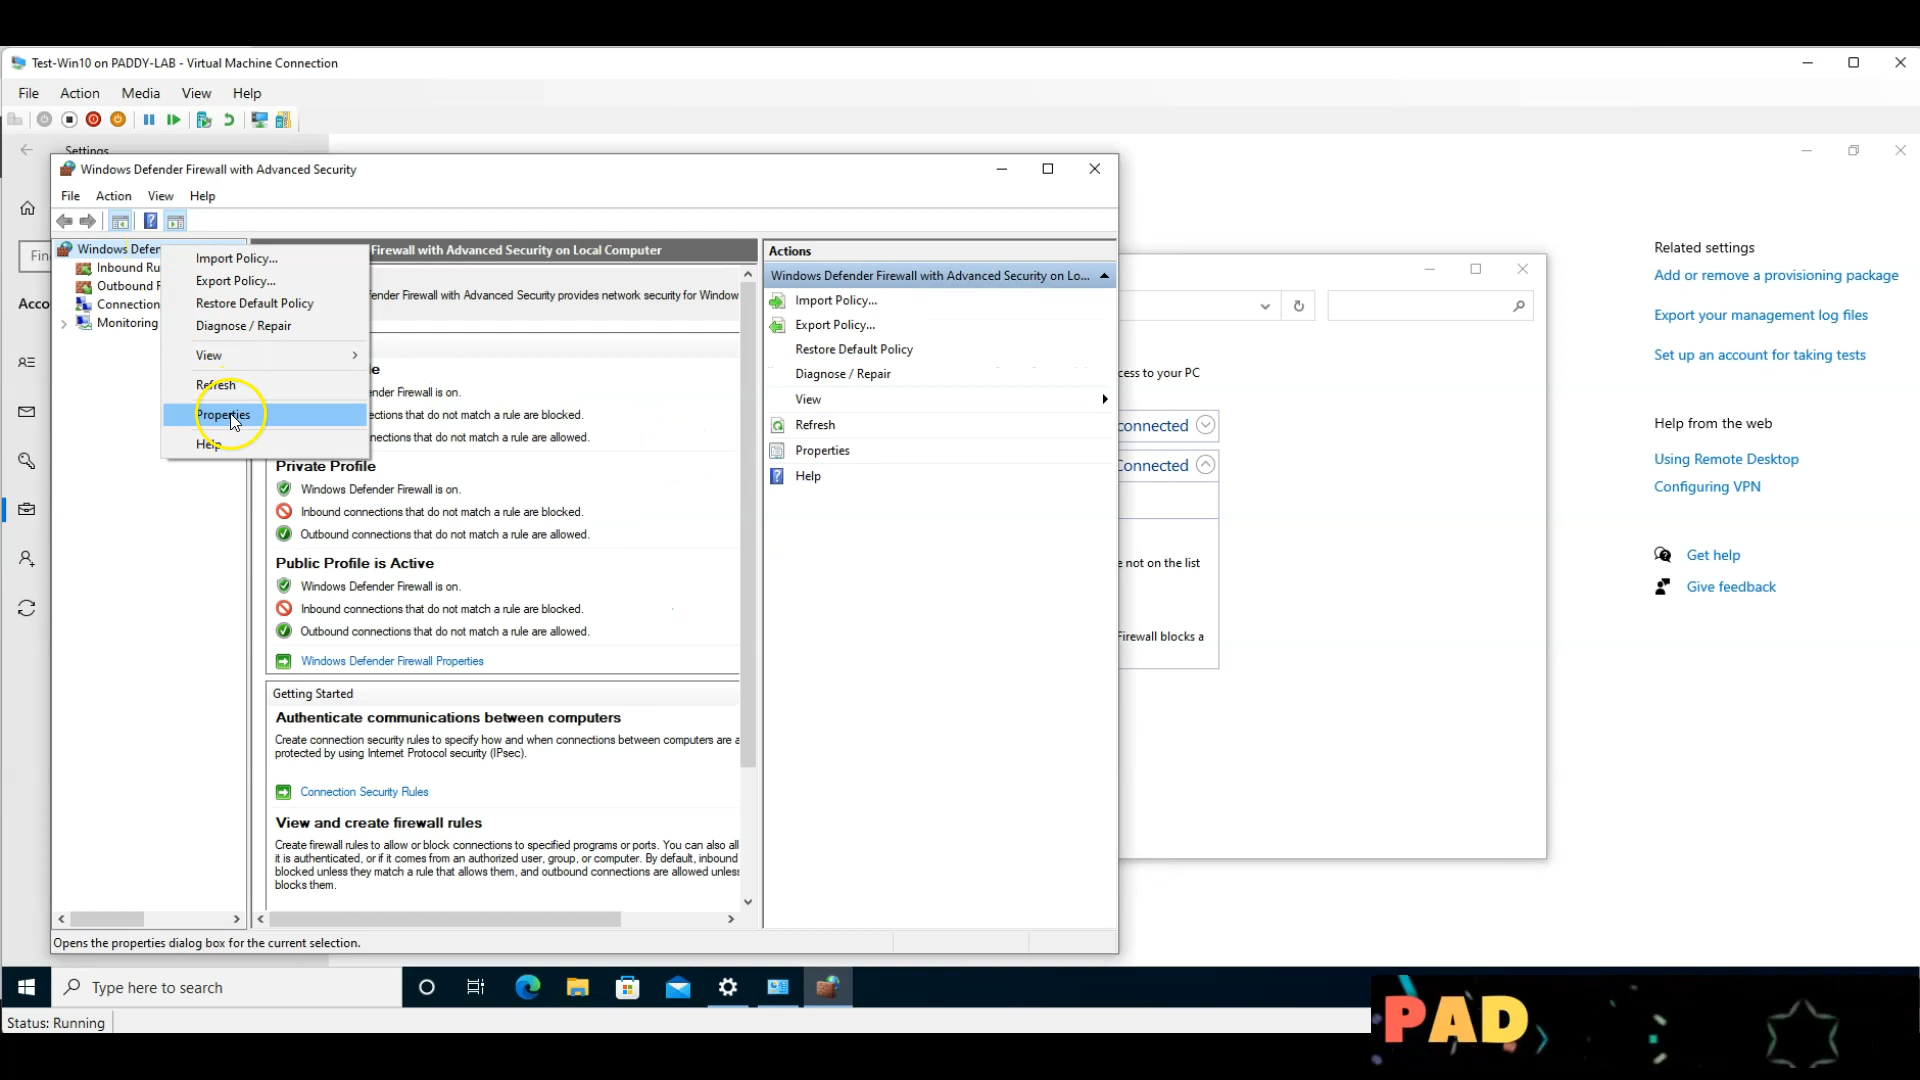 Test-Win10 on PADDY-LAB - Virtual Machine Connection
File Action Media View Help
Settings
Windows Defender Firewall with Advanced Security
File Action View Help
Windows Defen
Inbound Ru
Outbound R
Connection
Monitoring
Fin
Acco
Import Policy...
Export Policy...
Restore Default Policy
Diagnose / Repair
View
Refresh
Properties
Help
Firewall with Advanced Security on Local Computer
ender Firewall with Advanced Security provides network security for Window
e
ender Firewall is on.
ections that do not match a rule are blocked.
nections that do not match a rule are allowed.
Private Profile
Windows Defender Firewall is on.
Inbound connections that do not match a rule are blocked.
Outbound connections that do not match a rule are allowed.
Public Profile is Active
Windows Defender Firewall is on.
Inbound connections that do not match a rule are blocked.
Outbound connections that do not match a rule are allowed.
Windows Defender Firewall Properties
Getting Started
Authenticate communications between computers
Create connection security rules to specify how and when connections between computers are a
protected by using Internet Protocol security (IPsec).
Connection Security Rules
View and create firewall rules
Create firewall rules to allow or block connections to specified programs or ports. You can also all
it is authenticated, or if it comes from an authorized user, group, or computer. By default, inbound
blocked unless they match a rule that allows them, and outbound connections are allowed unless
blocks them.
Actions
Windows Defender Firewall with Advanced Security on Lo...
Import Policy...
Export Policy...
Restore Default Policy
Diagnose / Repair
View
Refresh
Properties
Help
Opens the properties dialog box for the current selection.
cess to your PC
connected
Connected
e not on the list
Firewall blocks a
Related settings
Add or remove a provisioning package
Export your management log files
Set up an account for taking tests
Help from the web
Using Remote Desktop
Configuring VPN
Get help
Give feedback
Type here to search
Status: Running
PAD